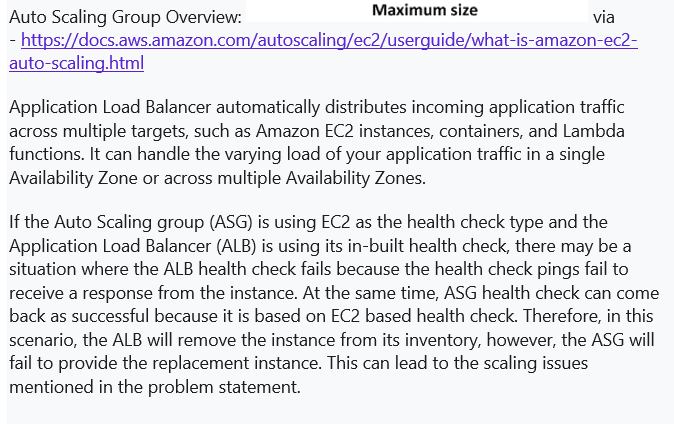 Auto Scaling Group Overview: Maximum size via
- https://docs.aws.amazon.com/autoscaling/ec2/userguide/what-is-amazon-ec2-
auto-scaling.html
Application Load Balancer automatically distributes incoming application traffic
across multiple targets, such as Amazon EC2 instances, containers, and Lambda
functions. It can handle the varying load of your application traffic in a single
Availability Zone or across multiple Availability Zones.
If the Auto Scaling group (ASG) is using EC2 as the health check type and the
Application Load Balancer (ALB) is using its in-built health check, there may be a
situation where the ALB health check fails because the health check pings fail to
receive a response from the instance. At the same time, ASG health check can come
back as successful because it is based on EC2 based health check. Therefore, in this
scenario, the ALB will remove the instance from its inventory, however, the ASG will
fail to provide the replacement instance. This can lead to the scaling issues
mentioned in the problem statement.